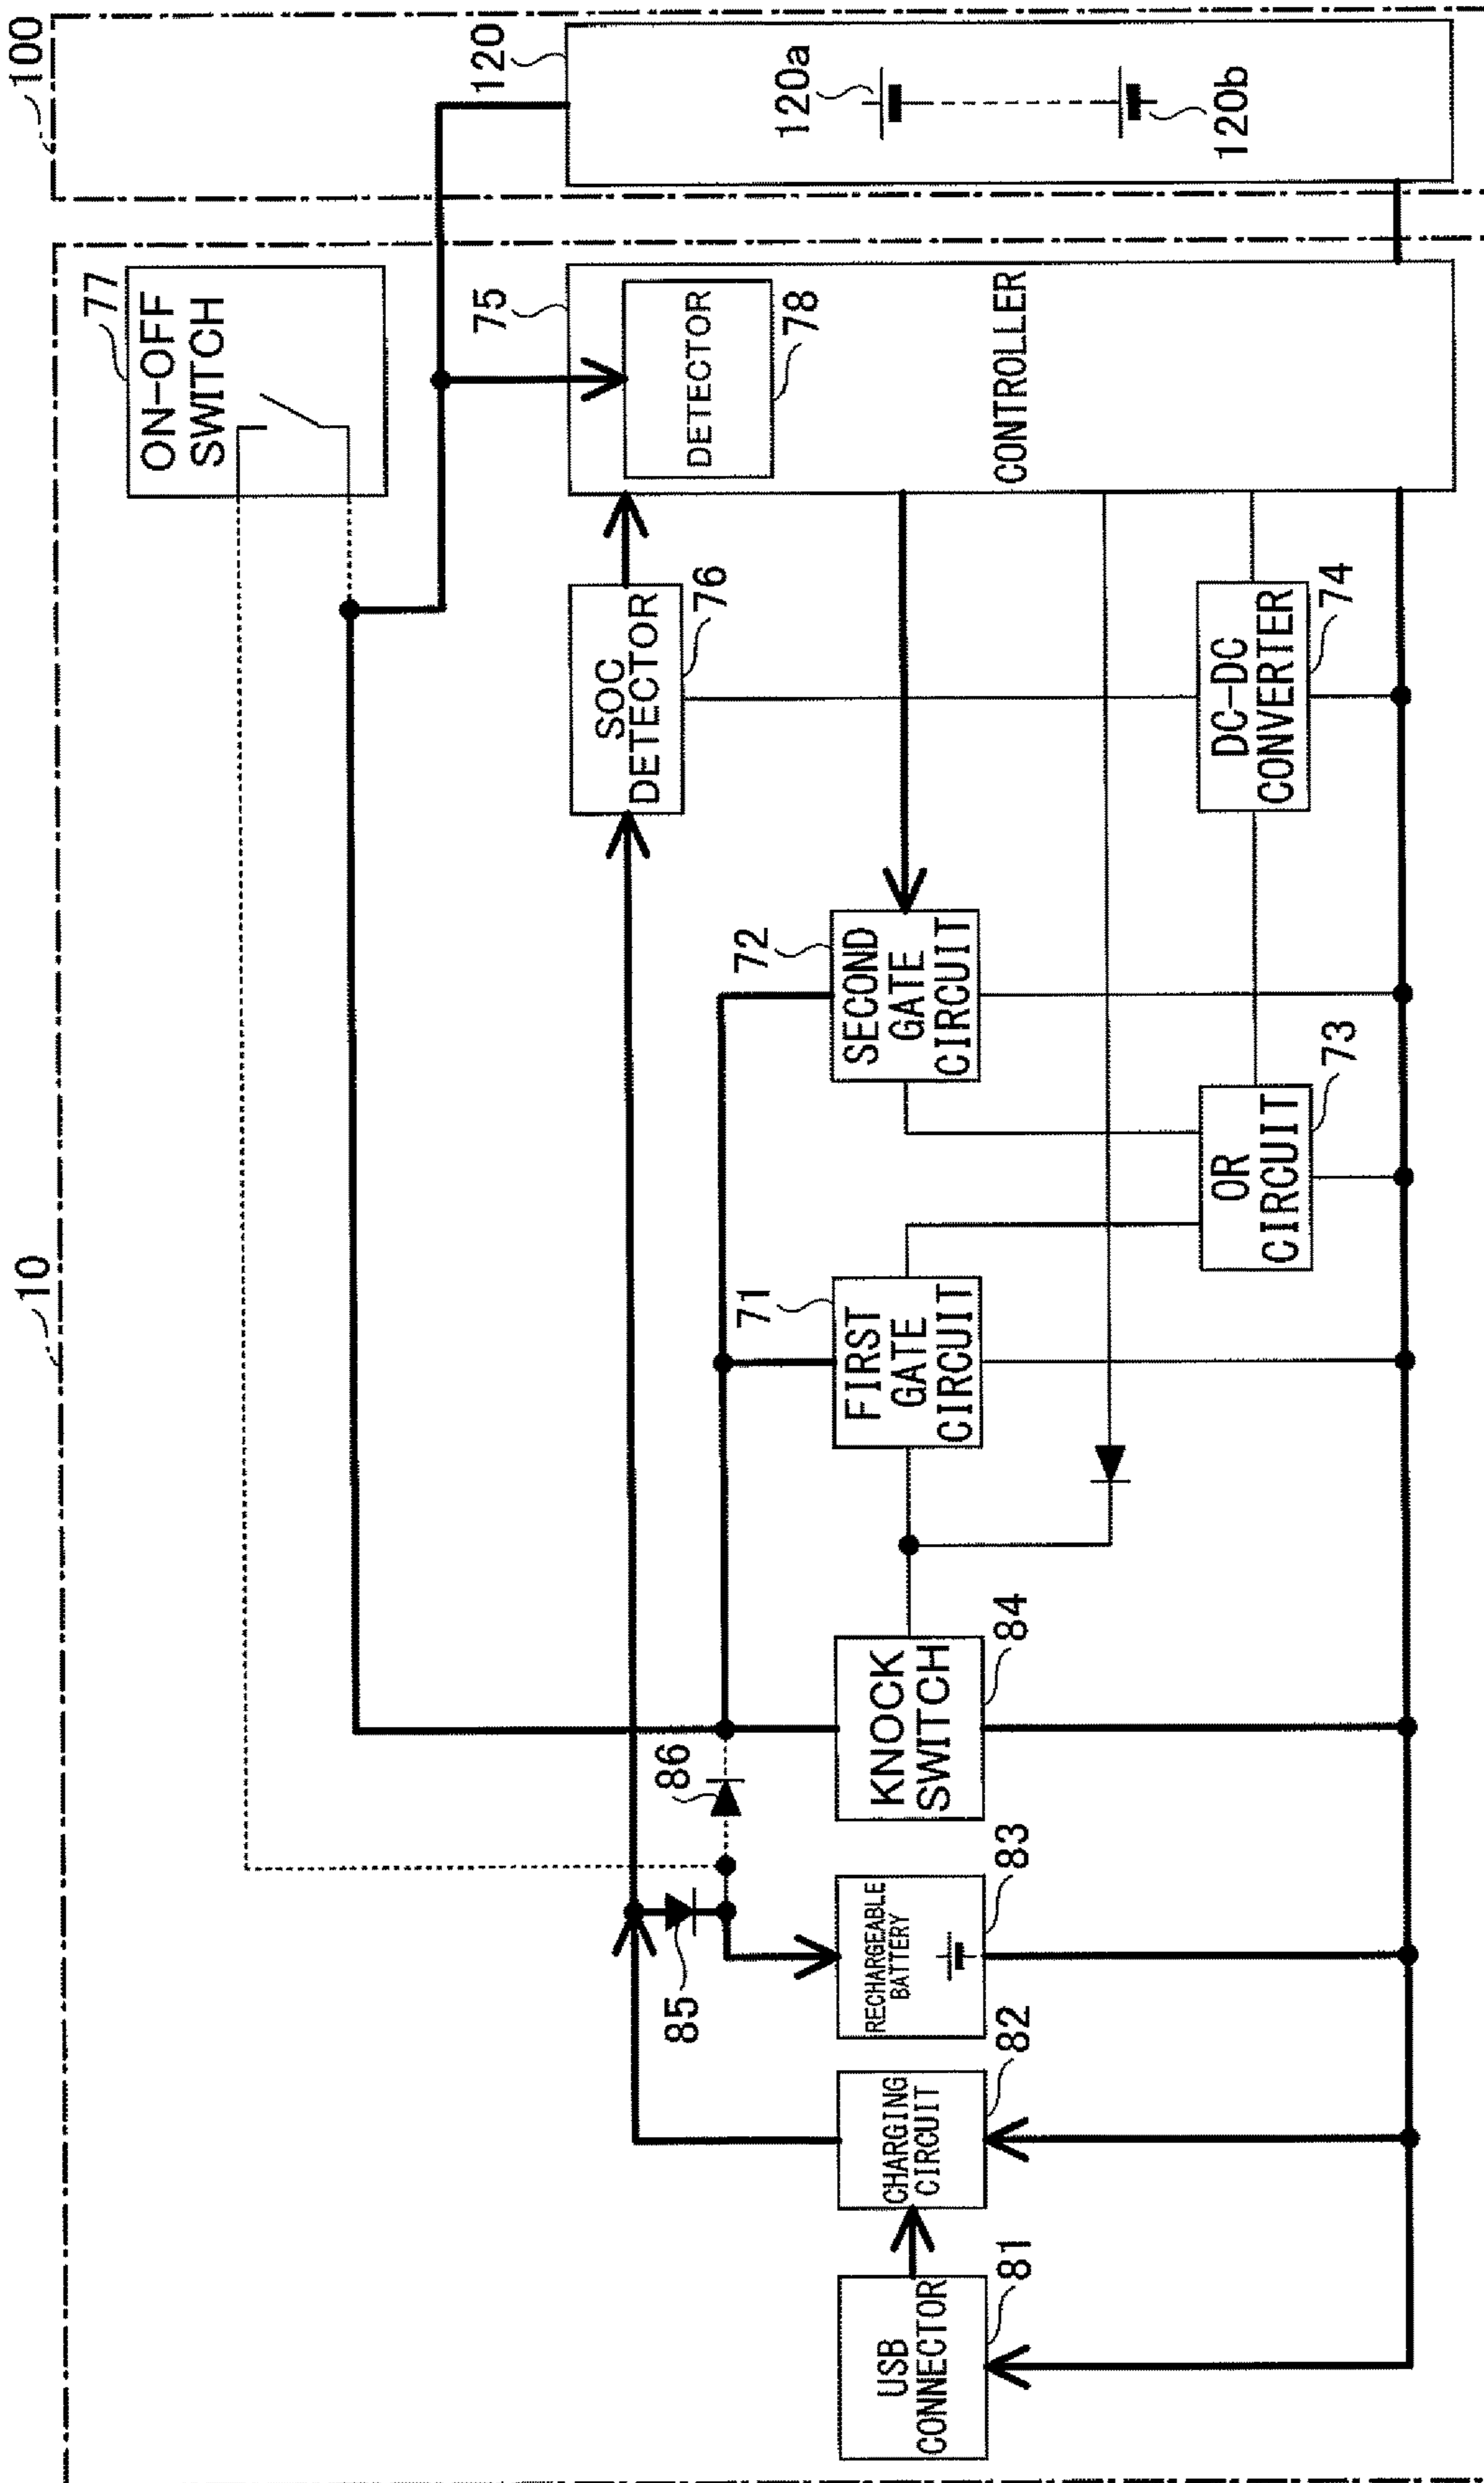 10
100
77
ON-OFF
SWITCH
120
120a
120b
75
DETECTOR
78
CONTROLLER
SOC
DETECTOR
76
72
SECOND
GATE
CIRCUIT
DC-DC
CONVERTER
74
71
FIRST
GATE
CIRCUIT
OR
CIRCUIT
73
86
KNOCK
SWITCH
84
85
RECHARGEABLE
BATTERY
83
CHARGING
CIRCUIT
82
USB
CONNECTOR
81